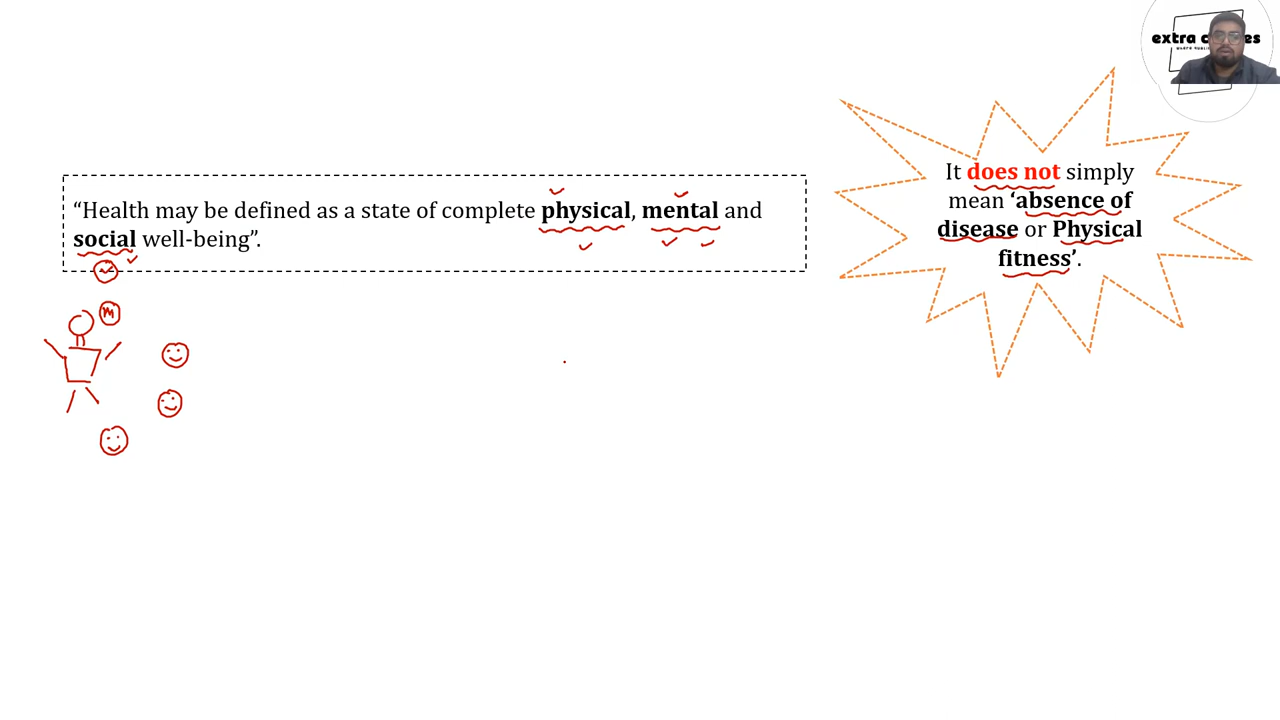 “Health may be defined as a state of complete physical, mental and
social well-being”.
M
It does not simply
mean ‘absence of
disease or Physical
fitness’.
extra c
es